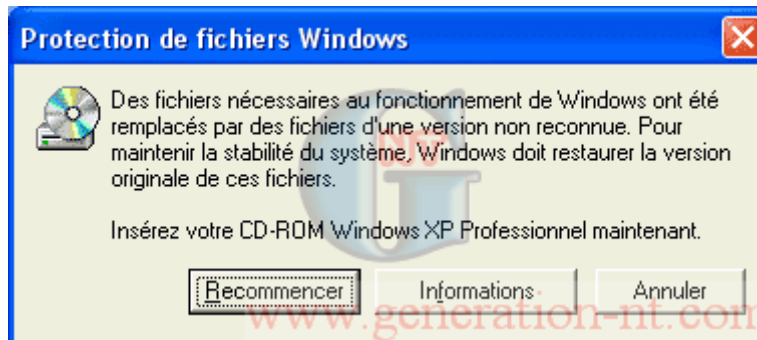 Protection de fichiers Windows
Des fichiers nécessaires au fonctionnement de Windows ont été
remplacés par des fichiers d'une version non reconnue. Pour
maintenir la stabilité du système, Windows doit restaurer la version
originale de ces fichiers.
Insérez votre CD-ROM Windows XP Professionnel maintenant.
Recommencer
Informations
Annuler
GNT
www.generation-nt.com